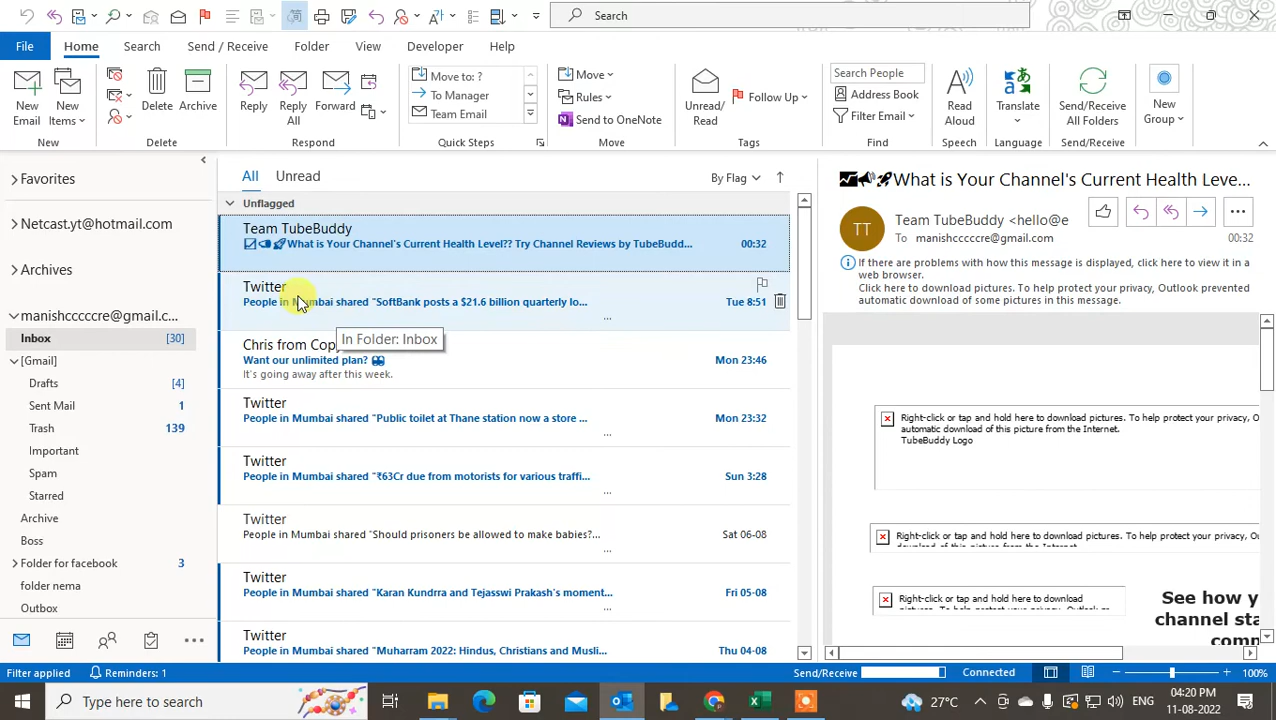 Search
File
Home
Search
Send / Receive
Folder
View
Developer
Help
New Email
New Items
Delete
Archive
Reply
Reply All
Forward
Move to: ?
To Manager
Team Email
Move
Rules
Send to OneNote
Unread/ Read
Follow Up
Search People
Address Book
Filter Email
Read Aloud
Translate
Send/Receive All Folders
New Group
New
Delete
Respond
Quick Steps
Move
Tags
Find
Speech
Language
Send/Receive
Favorites
Netcast.yt@hotmail.com
Archives
manishcccccre@gmail.c...
Inbox [30]
[Gmail]
Drafts [4]
Sent Mail 1
Trash 139
Important
Spam
Starred
Archive
Boss
Folder for facebook 3
folder nema
Outbox
All
Unread
By Flag
Unflagged
Team TubeBuddy
What is Your Channel's Current Health Level?? Try Channel Reviews by TubeBudd... 00:32
Twitter
People in Mumbai shared "SoftBank posts a $21.6 billion quarterly lo... Tue 8:51
...
In Folder: Inbox
Chris from Cop
Want our unlimited plan? Mon 23:46
It's going away after this week.
Twitter
People in Mumbai shared "Public toilet at Thane station now a store ... Mon 23:32
...
Twitter
People in Mumbai shared "₹63Cr due from motorists for various traffi... Sun 3:28
...
Twitter
People in Mumbai shared "Should prisoners be allowed to make babies?... Sat 06-08
...
Twitter
People in Mumbai shared "Karan Kundrra and Tejasswi Prakash's moment... Fri 05-08
...
Twitter
People in Mumbai shared "Muharram 2022: Hindus, Christians and Musli... Thu 04-08
What is Your Channel's Current Health Leve...
TT
Team TubeBuddy <hello@e
To manishcccccre@gmail.com
00:32
If there are problems with how this message is displayed, click here to view it in a
web browser.
Click here to download pictures. To help protect your privacy, Outlook prevented
automatic download of some pictures in this message.
Right-click or tap and hold here to download pictures. To help protect your privacy, O
automatic download of this picture from the Internet.
TubeBuddy Logo
Right-click or tap and hold here to download pictures. To help protect your privacy, Ou
download of this picture from the Internet.
Right-click or tap and hold here to download
pictures. To help protect your privacy, Outlook or
See how y
channel sta
comp
Filter applied
Reminders: 1
Send/Receive
Connected
100%
Type here to search
27°C
ENG
04:20 PM
11-08-2022